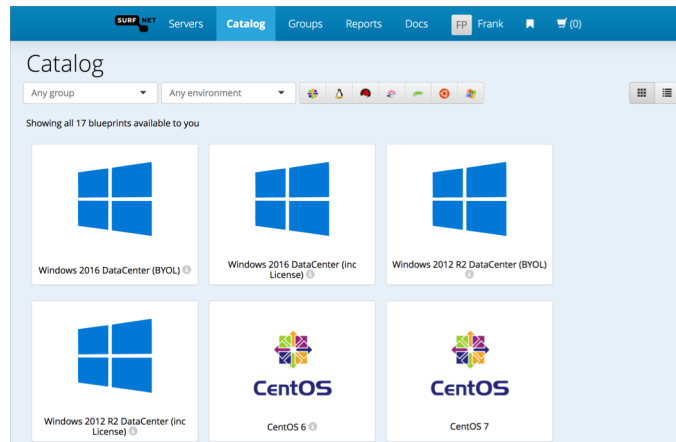 SURF NET Servers Catalog Groups Reports Docs FP Frank (0)
Catalog
Any group Any environment
Showing all 17 blueprints available to you
Windows 2016 DataCenter (BYOL)
Windows 2016 DataCenter (inc
License)
Windows 2012 R2 DataCenter (BYOL)
Windows 2012 R2 DataCenter (inc
License)
CentOS
CentOS 6
CentOS
CentOS 7